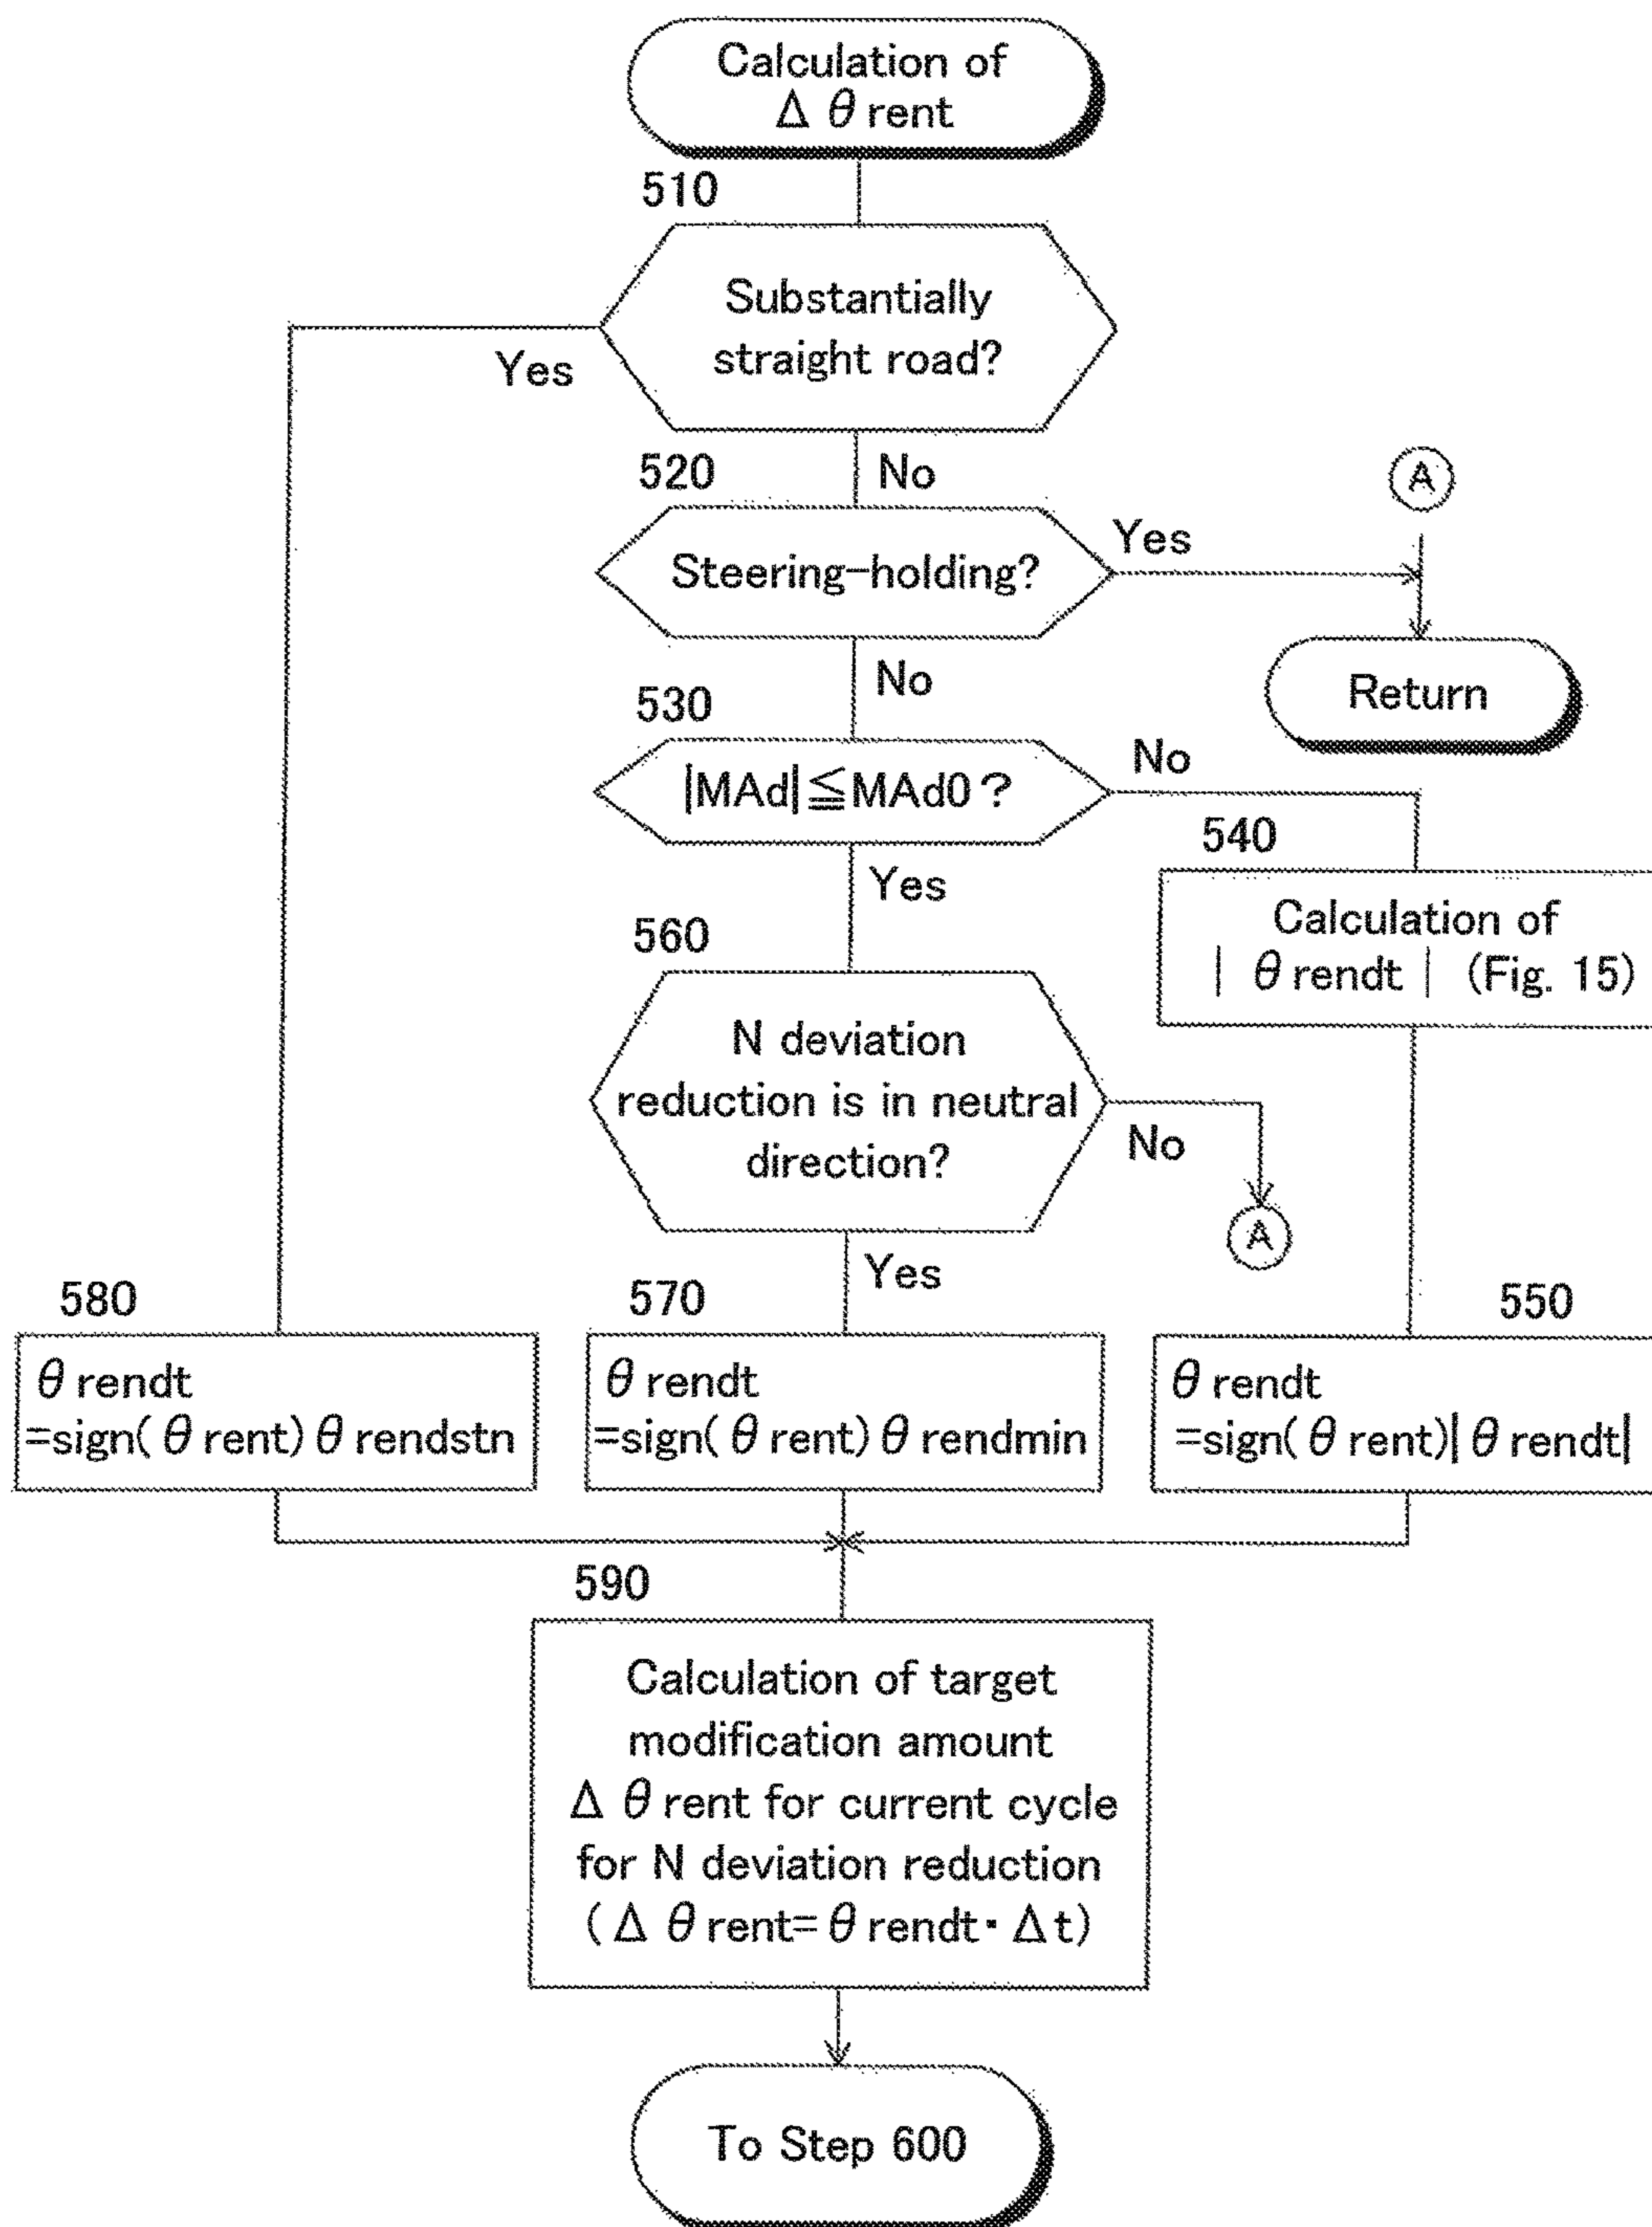 Calculation of
Δ θ rent
510
Substantially
straight road?
Yes
520
No
A
Steering-holding?
Yes
No
Return
530
|MAd|≦MAd0？
No
540
Yes
Calculation of
| θ rendt | (Fig. 15)
560
N deviation
reduction is in neutral
direction?
No
A
Yes
580
570
550
θ rendt
=sign( θ rent) θ rendstn
θ rendt
=sign( θ rent) θ rendmin
θ rendt
=sign( θ rent)| θ rendt|
590
Calculation of target
modification amount
Δ θ rent for current cycle
for N deviation reduction
( Δ θ rent= θ rendt･ Δ t)
To Step 600